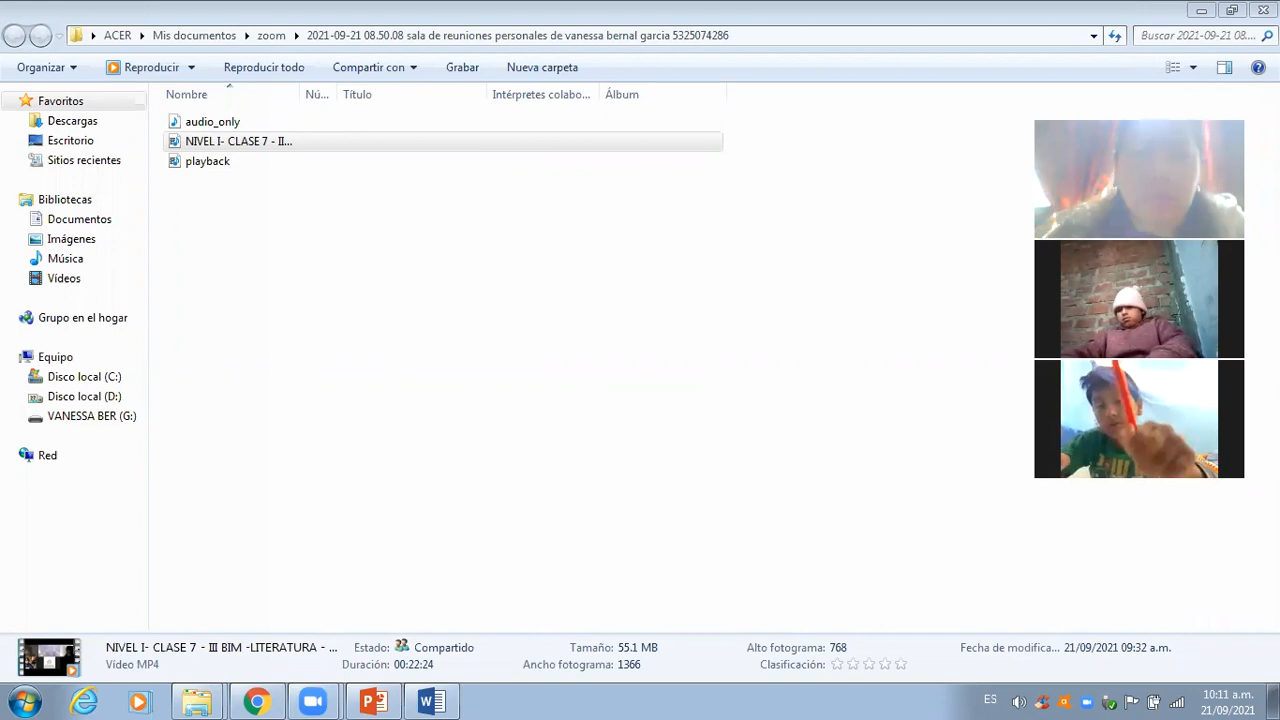 ACER Mis documentos zoom 2021-09-21 08.50.08 sala de reuniones personales de vanessa bernal garcia 5325074286
Buscar 2021-09-21 08....
Organizar Reproducir Reproducir todo Compartir con Grabar Nueva carpeta
Nombre Nú... Título Intérpretes colabo... Álbum
Favoritos
Descargas
Escritorio
Sitios recientes
Bibliotecas
Documentos
Imágenes
Música
Vídeos
Grupo en el hogar
Equipo
Disco local (C:)
Disco local (D:)
VANESSA BER (G:)
Red
audio_only
NIVEL I- CLASE 7 - II...
playback
NIVEL I- CLASE 7 - III BIM -LITERATURA - ...
Vídeo MP4
Estado: Compartido
Duración: 00:22:24
Tamaño: 55.1 MB
Ancho fotograma: 1366
Alto fotograma: 768
Clasificación:
Fecha de modifica... 21/09/2021 09:32 a.m.
ES
10:11 a.m.
21/09/2021